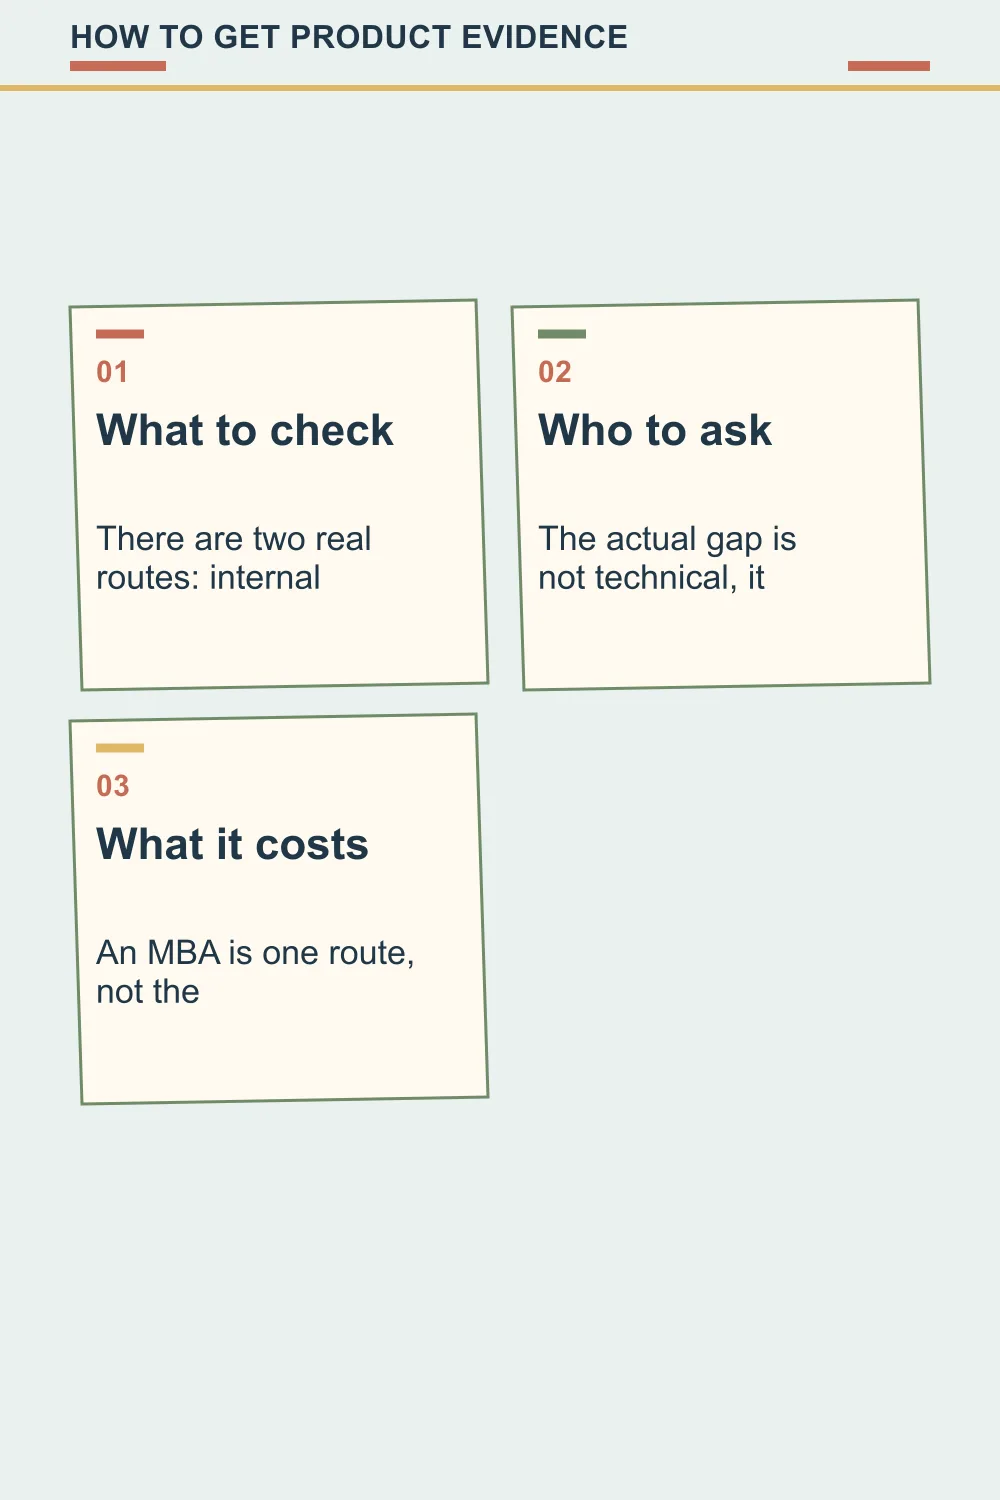 HOW TO GET PRODUCT EVIDENCE
01
What to check
There are two real
routes: internal
02
Who to ask
The actual gap is
not technical, it
03
What it costs
An MBA is one route,
not the